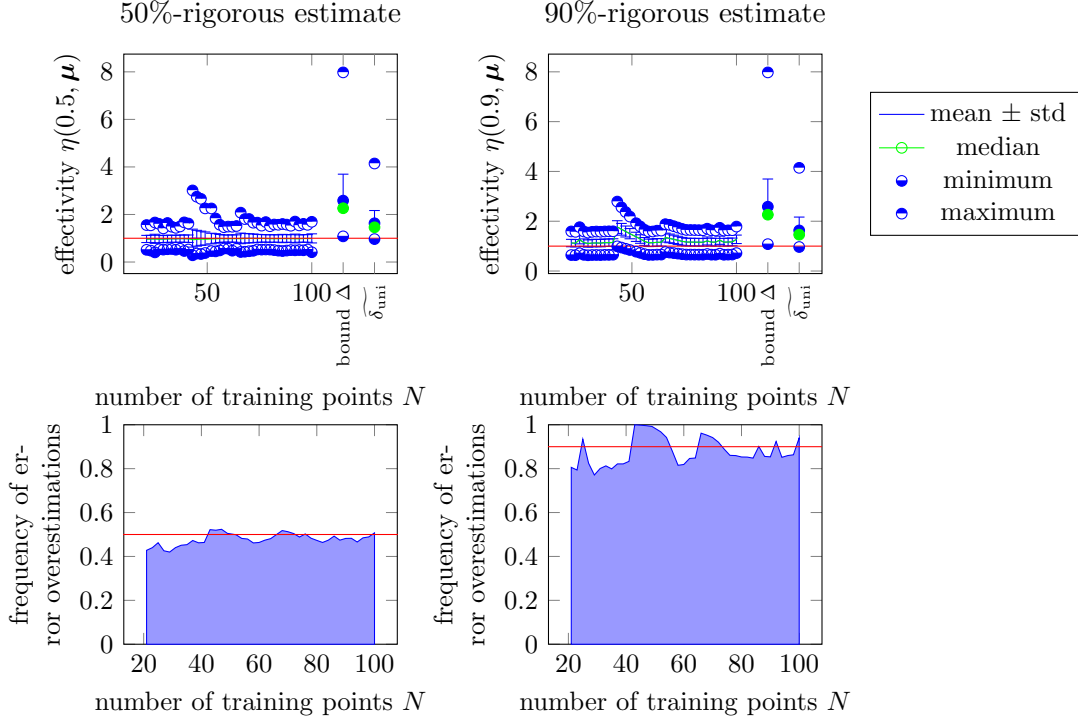 50%-rigorous estimate
90%-rigorous estimate
effectivity η(0.5, μ)
8
6
4
2
0
50
100
bound Δ
δ̃uni
number of training points N
effectivity η(0.9, μ)
8
6
4
2
0
50
100
bound Δ
δ̃uni
number of training points N
mean ± std
median
minimum
maximum
frequency of er-
ror overestimations
1
0.8
0.6
0.4
0.2
0
20
40
60
80
100
number of training points N
frequency of er-
ror overestimations
1
0.8
0.6
0.4
0.2
0
20
40
60
80
100
number of training points N